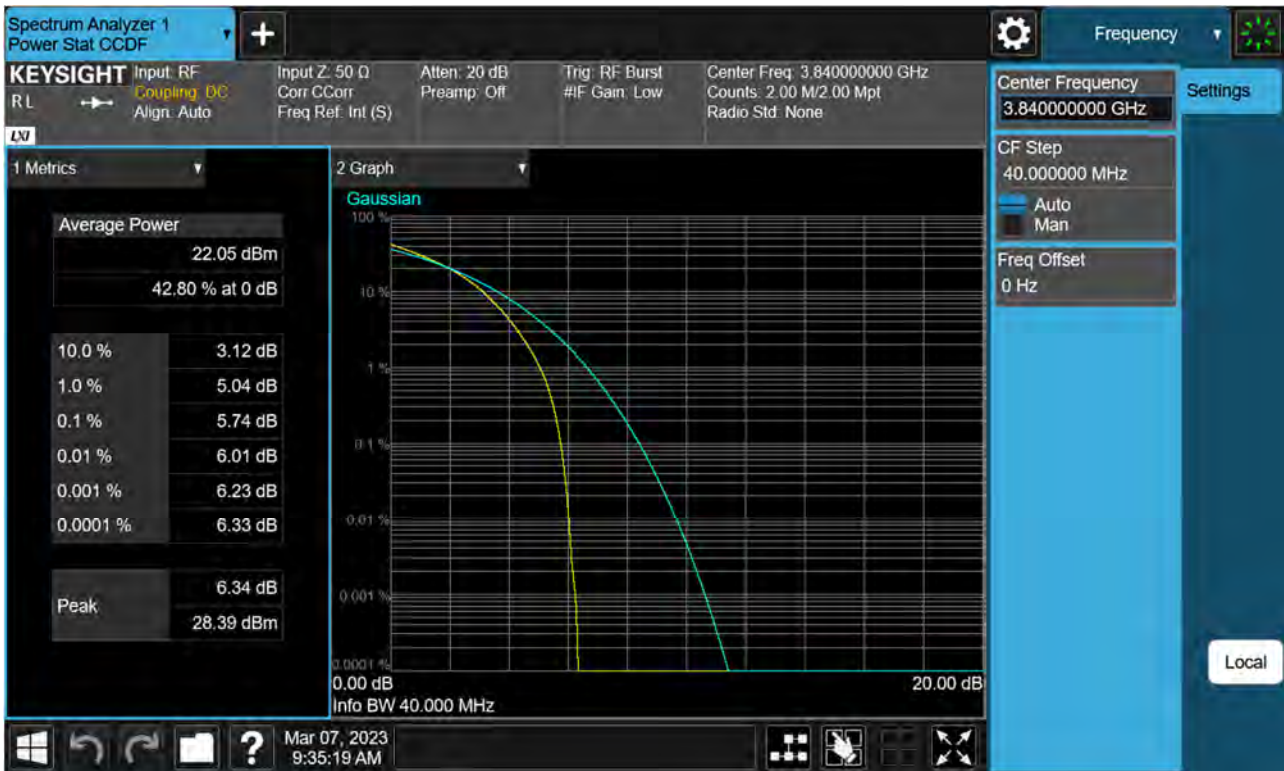 Spectrum Analyzer 1
Power Stat CCDF
Frequency
KEYSIGHT
RL
LXI
Input: RF
Coupling: DC
Align: Auto
Input Z: 50 Ω
Corr CCorr
Freq Ref: Int (S)
Atten: 20 dB
Preamp: Off
Trig: RF Burst
#IF Gain: Low
Center Freq: 3.840000000 GHz
Counts: 2.00 M/2.00 Mpt
Radio Std: None
Center Frequency
3.840000000 GHz
Settings
CF Step
40.000000 MHz
Auto
Man
Freq Offset
0 Hz
Local
1 Metrics
Average Power
22.05 dBm
42.80 % at 0 dB
10.0 % 3.12 dB
1.0 % 5.04 dB
0.1 % 5.74 dB
0.01 % 6.01 dB
0.001 % 6.23 dB
0.0001 % 6.33 dB
Peak
6.34 dB
28.39 dBm
2 Graph
Gaussian
100 %
10 %
1 %
0.1 %
0.01 %
0.001 %
0.0001 %
0.00 dB 20.00 dB
Info BW 40.000 MHz
?
Mar 07, 2023
9:35:19 AM